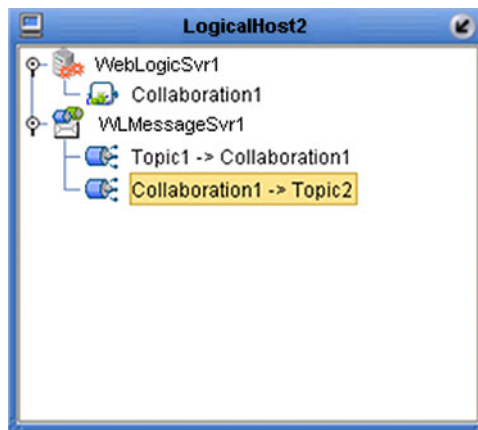 LogicalHost2
WebLogicSvr1
Collaboration1
WLMessageSvr1
Topic1 -> Collaboration1
Collaboration1 -> Topic2